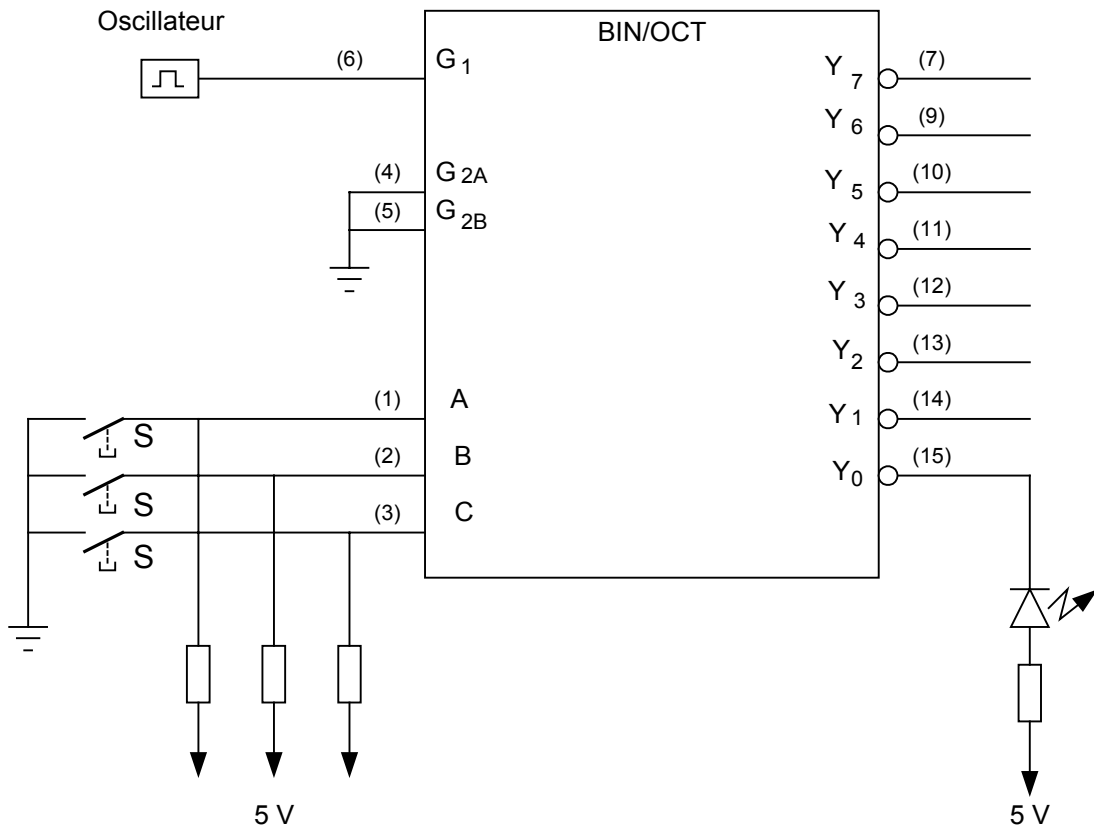 Oscillateur
BIN/OCT
(6) G1
Y7 (7)
Y6 (9)
(4) G2A
Y5 (10)
(5) G2B
Y4 (11)
Y3 (12)
Y2 (13)
(1) A
Y1 (14)
S
(2) B
Y0 (15)
S
(3) C
S
5 V
5 V